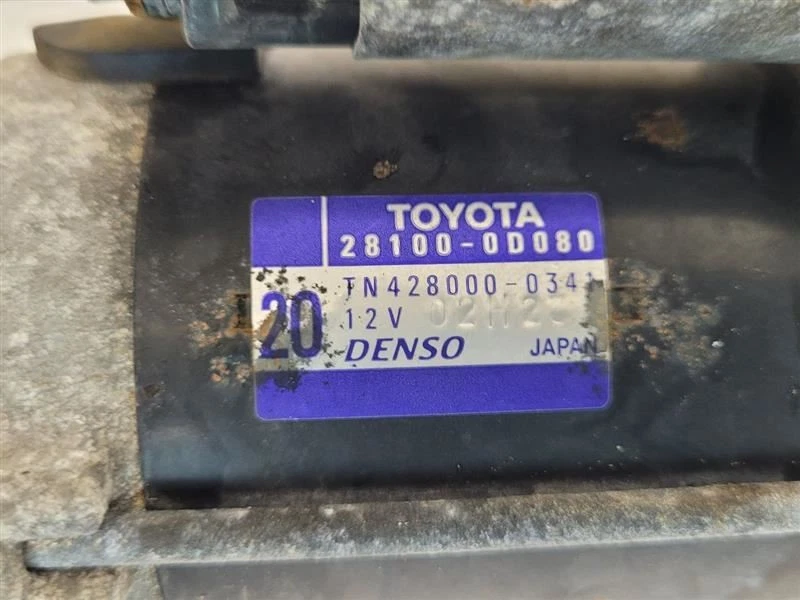 TOYOTA
28100-0D080
TN428000-0341
20
12V
DENSO JAPAN